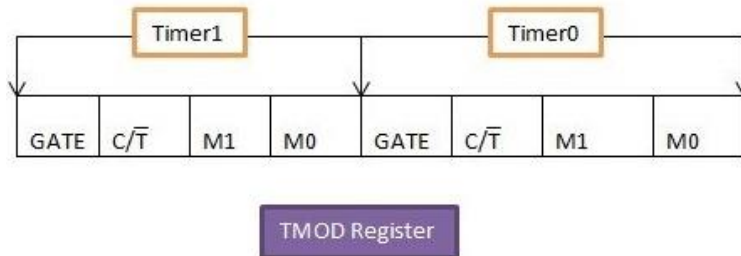 Timer1 Timer0
GATE C/T̅ M1 M0 GATE C/T̅ M1 M0
TMOD Register